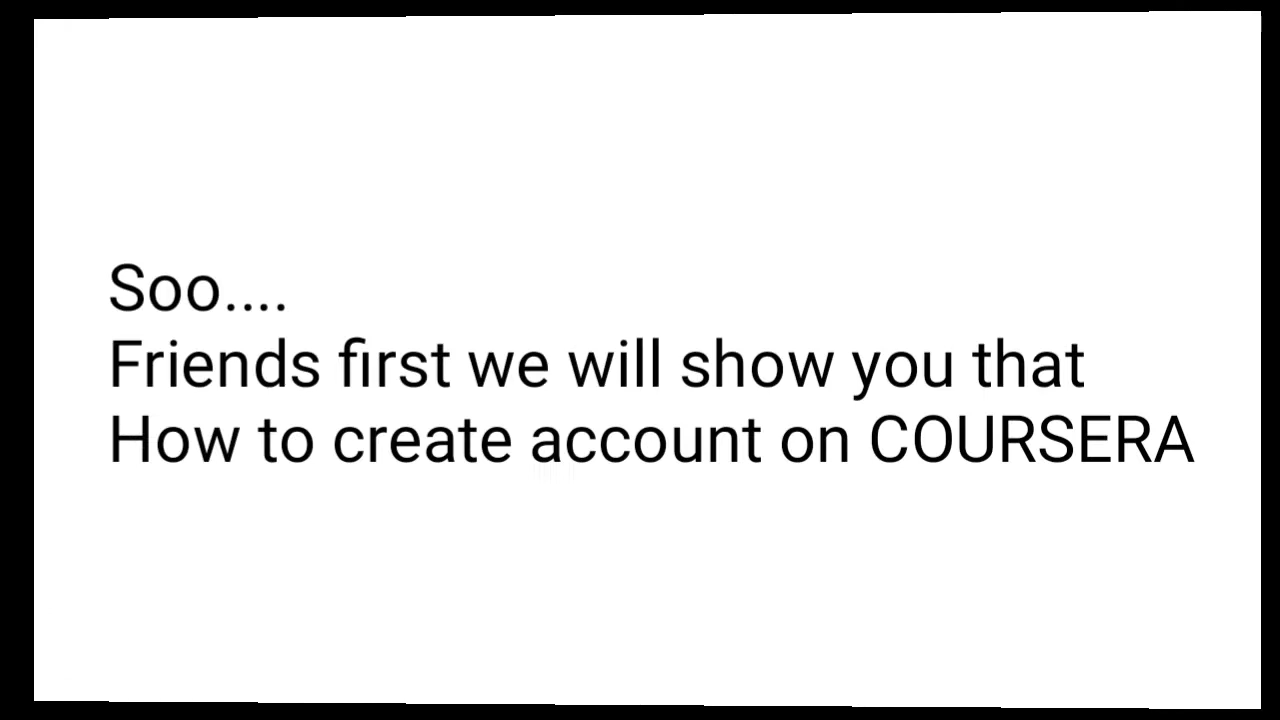 Soo....
Friends first we will show you that
How to create account on COURSERA